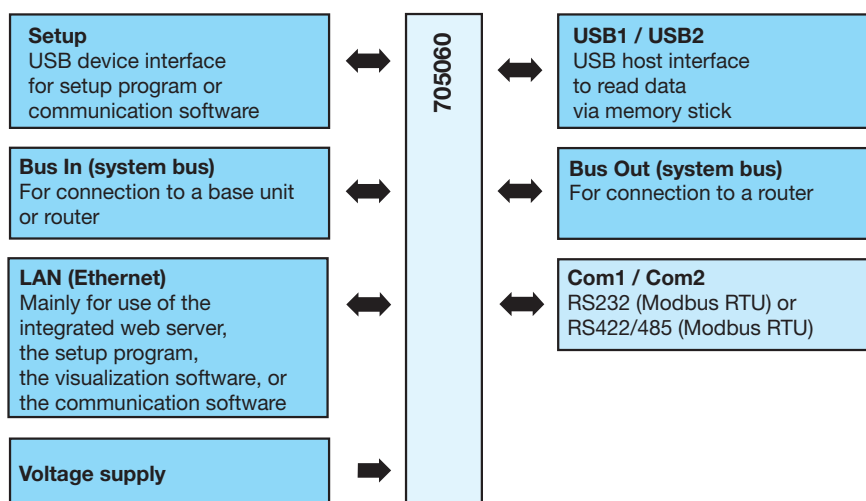 Setup
USB device interface
for setup program or
communication software
Bus In (system bus)
For connection to a base unit
or router
LAN (Ethernet)
Mainly for use of the
integrated web server,
the setup program,
the visualization software, or
the communication software
Voltage supply
705060
USB1 / USB2
USB host interface
to read data
via memory stick
Bus Out (system bus)
For connection to a router
Com1 / Com2
RS232 (Modbus RTU) or
RS422/485 (Modbus RTU)